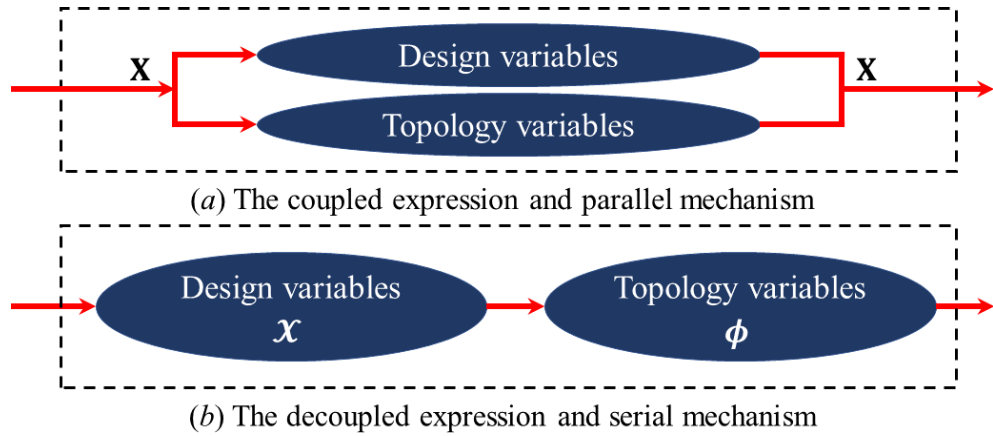 X
Design variables
X
Topology variables
(a) The coupled expression and parallel mechanism
Design variables
𝒳
Topology variables
ϕ
(b) The decoupled expression and serial mechanism